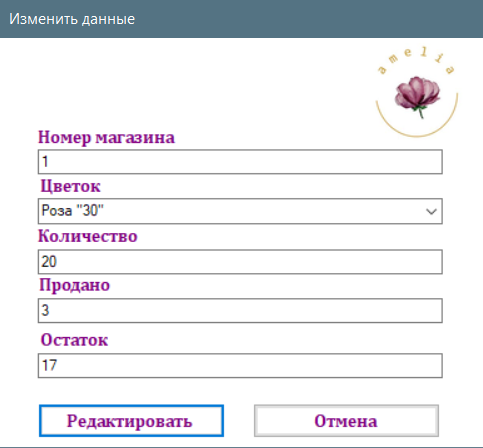 Изменить данные
amelia
Номер магазина
1
Цветок
Роза "30"
Количество
20
Продано
3
Остаток
17
Редактировать
Отмена